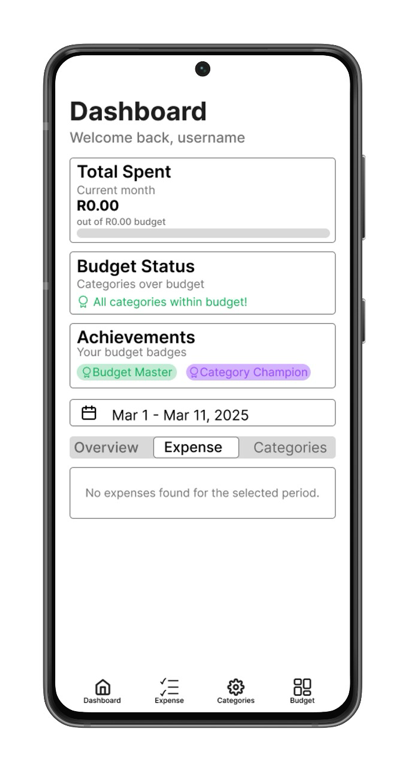 Dashboard
Welcome back, username
Total Spent
Current month
R0.00
out of R0.00 budget
Budget Status
Categories over budget
All categories within budget!
Achievements
Your budget badges
Budget Master Category Champion
Mar 1 - Mar 11, 2025
Overview Expense Categories
No expenses found for the selected period.
Dashboard Expense Categories Budget